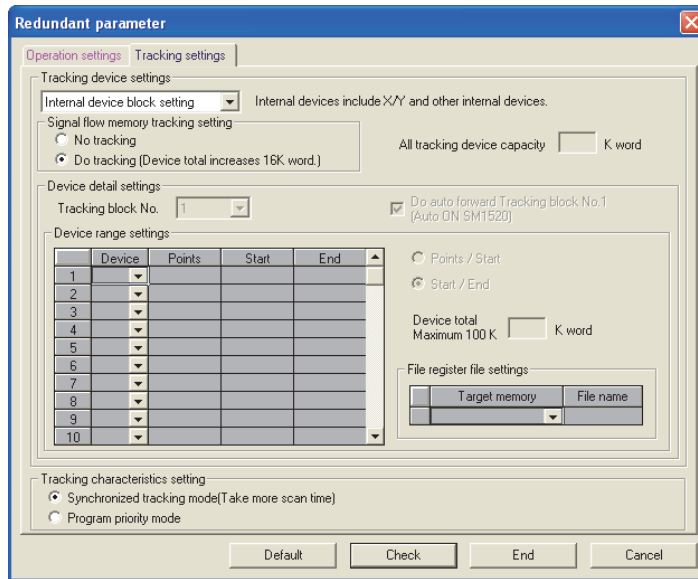 Redundant parameter
Operation settings Tracking settings
Tracking device settings
Internal device block setting Internal devices include X/Y and other internal devices.
Signal flow memory tracking setting
No tracking
Do tracking (Device total increases 16K word.)
All tracking device capacity K word
Device detail settings
Tracking block No. 1
Do auto forward Tracking block No.1
(Auto ON SM1520)
Device range settings
Device Points Start End
1
2
3
4
5
6
7
8
9
10
Points / Start
Start / End
Device total
Maximum 100 K K word
File register file settings
Target memory File name
Tracking characteristics setting
Synchronized tracking mode(Take more scan time)
Program priority mode
Default Check End Cancel